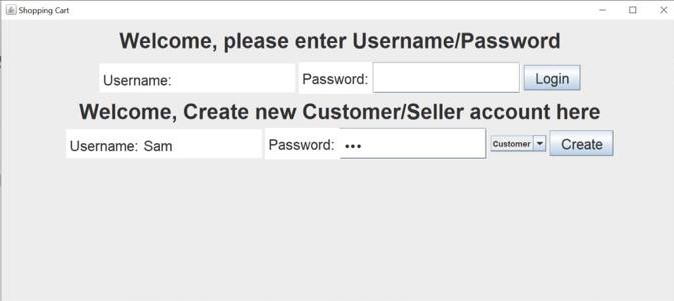 Shopping Cart
Welcome, please enter Username/Password
Username: Password: Login
Welcome, Create new Customer/Seller account here
Username: Sam Password: ••• Customer Create